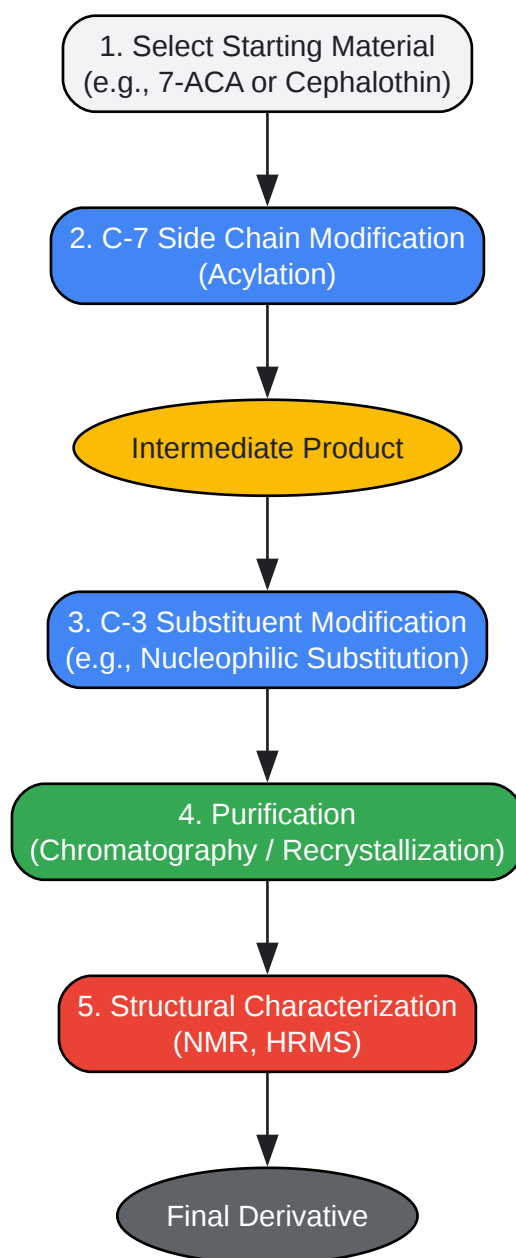 1. Select Starting Material
(e.g., 7-ACA or Cephalothin)
2. C-7 Side Chain Modification
(Acylation)
Intermediate Product
3. C-3 Substituent Modification
(e.g., Nucleophilic Substitution)
4. Purification
(Chromatography / Recrystallization)
5. Structural Characterization
(NMR, HRMS)
Final Derivative